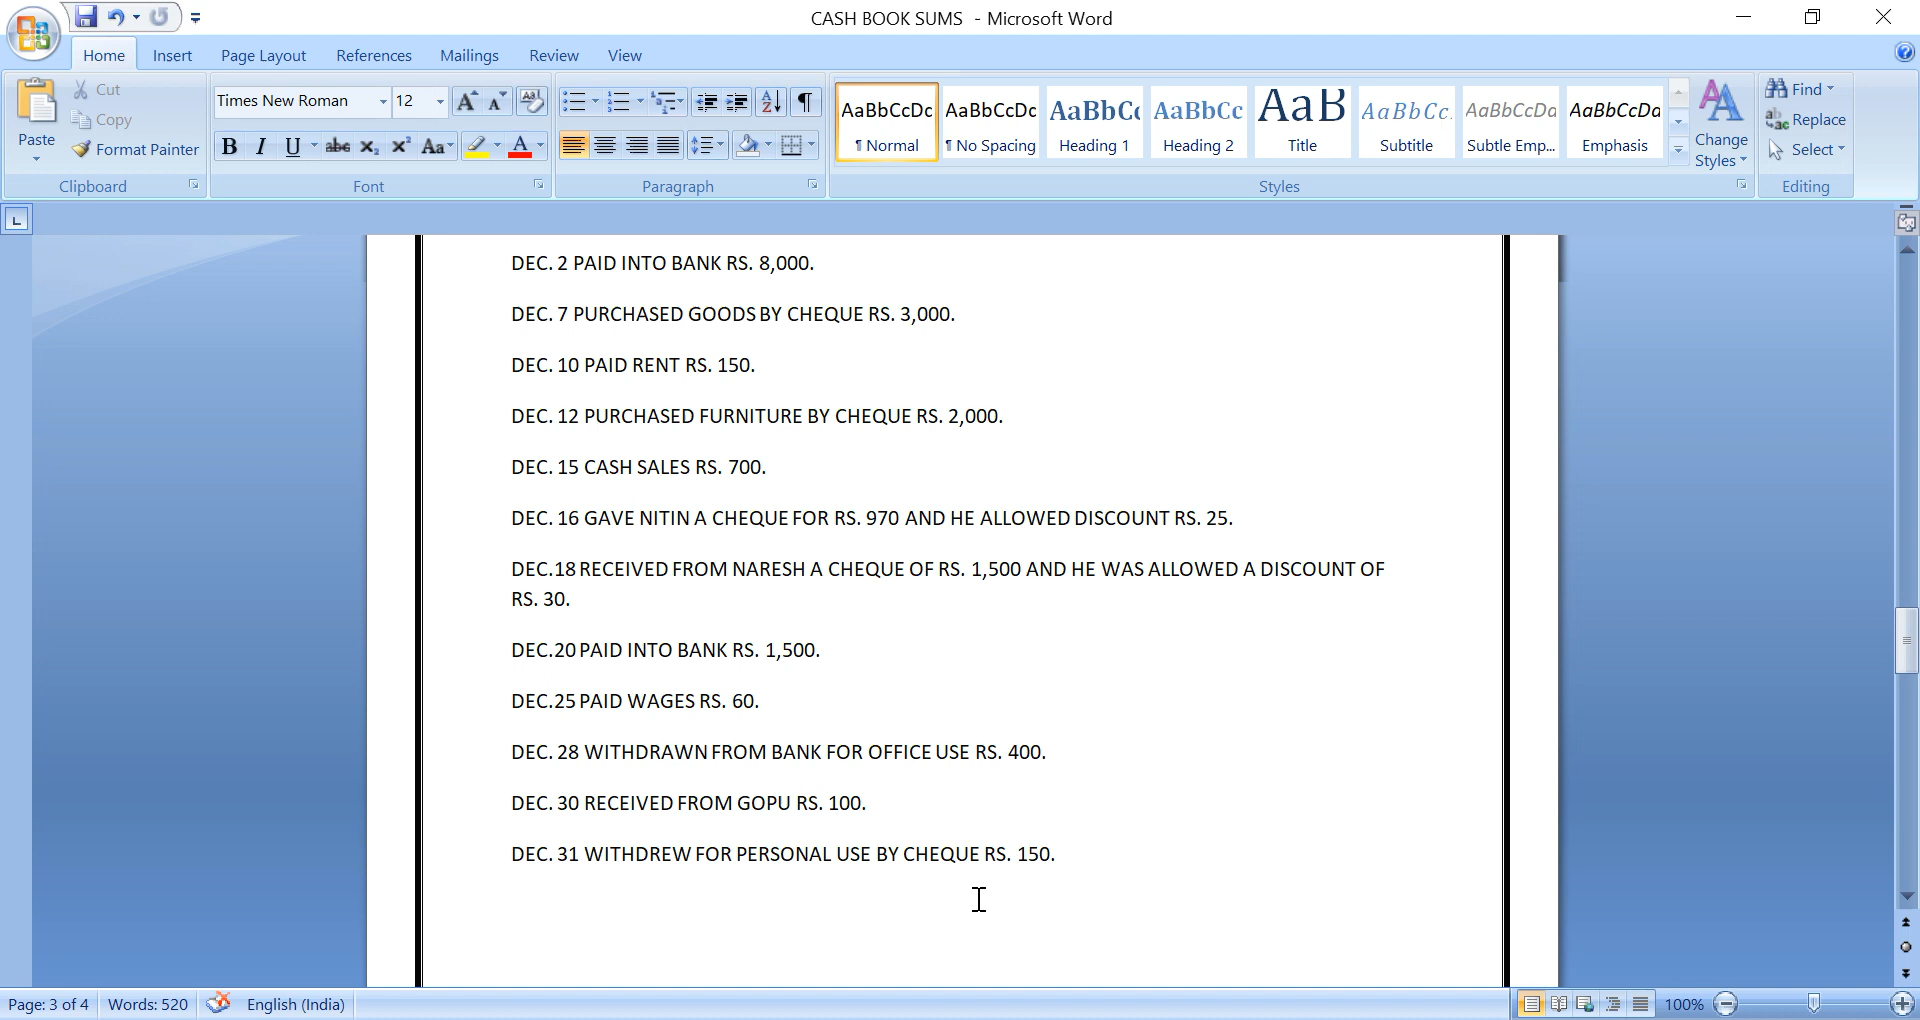 CASH BOOK SUMS - Microsoft Word
Home Insert Page Layout References Mailings Review View
Paste
Cut
Copy
Format Painter
Clipboard
Times New Roman 12
Font
Paragraph
AaBbCcDc AaBbCcDc AaBbCc AaBbCc AaB AaBbCc. AaBbCcDa AaBbCcDa
¶ Normal ¶ No Spacing Heading 1 Heading 2 Title Subtitle Subtle Emp... Emphasis
Change Styles
Styles
Find
Replace
Select
Editing
DEC. 2 PAID INTO BANK RS. 8,000.
DEC. 7 PURCHASED GOODS BY CHEQUE RS. 3,000.
DEC. 10 PAID RENT RS. 150.
DEC. 12 PURCHASED FURNITURE BY CHEQUE RS. 2,000.
DEC. 15 CASH SALES RS. 700.
DEC. 16 GAVE NITIN A CHEQUE FOR RS. 970 AND HE ALLOWED DISCOUNT RS. 25.
DEC.18 RECEIVED FROM NARESH A CHEQUE OF RS. 1,500 AND HE WAS ALLOWED A DISCOUNT OF
RS. 30.
DEC.20 PAID INTO BANK RS. 1,500.
DEC.25 PAID WAGES RS. 60.
DEC. 28 WITHDRAWN FROM BANK FOR OFFICE USE RS. 400.
DEC. 30 RECEIVED FROM GOPU RS. 100.
DEC. 31 WITHDREW FOR PERSONAL USE BY CHEQUE RS. 150.
Page: 3 of 4 Words: 520 English (India) 100%